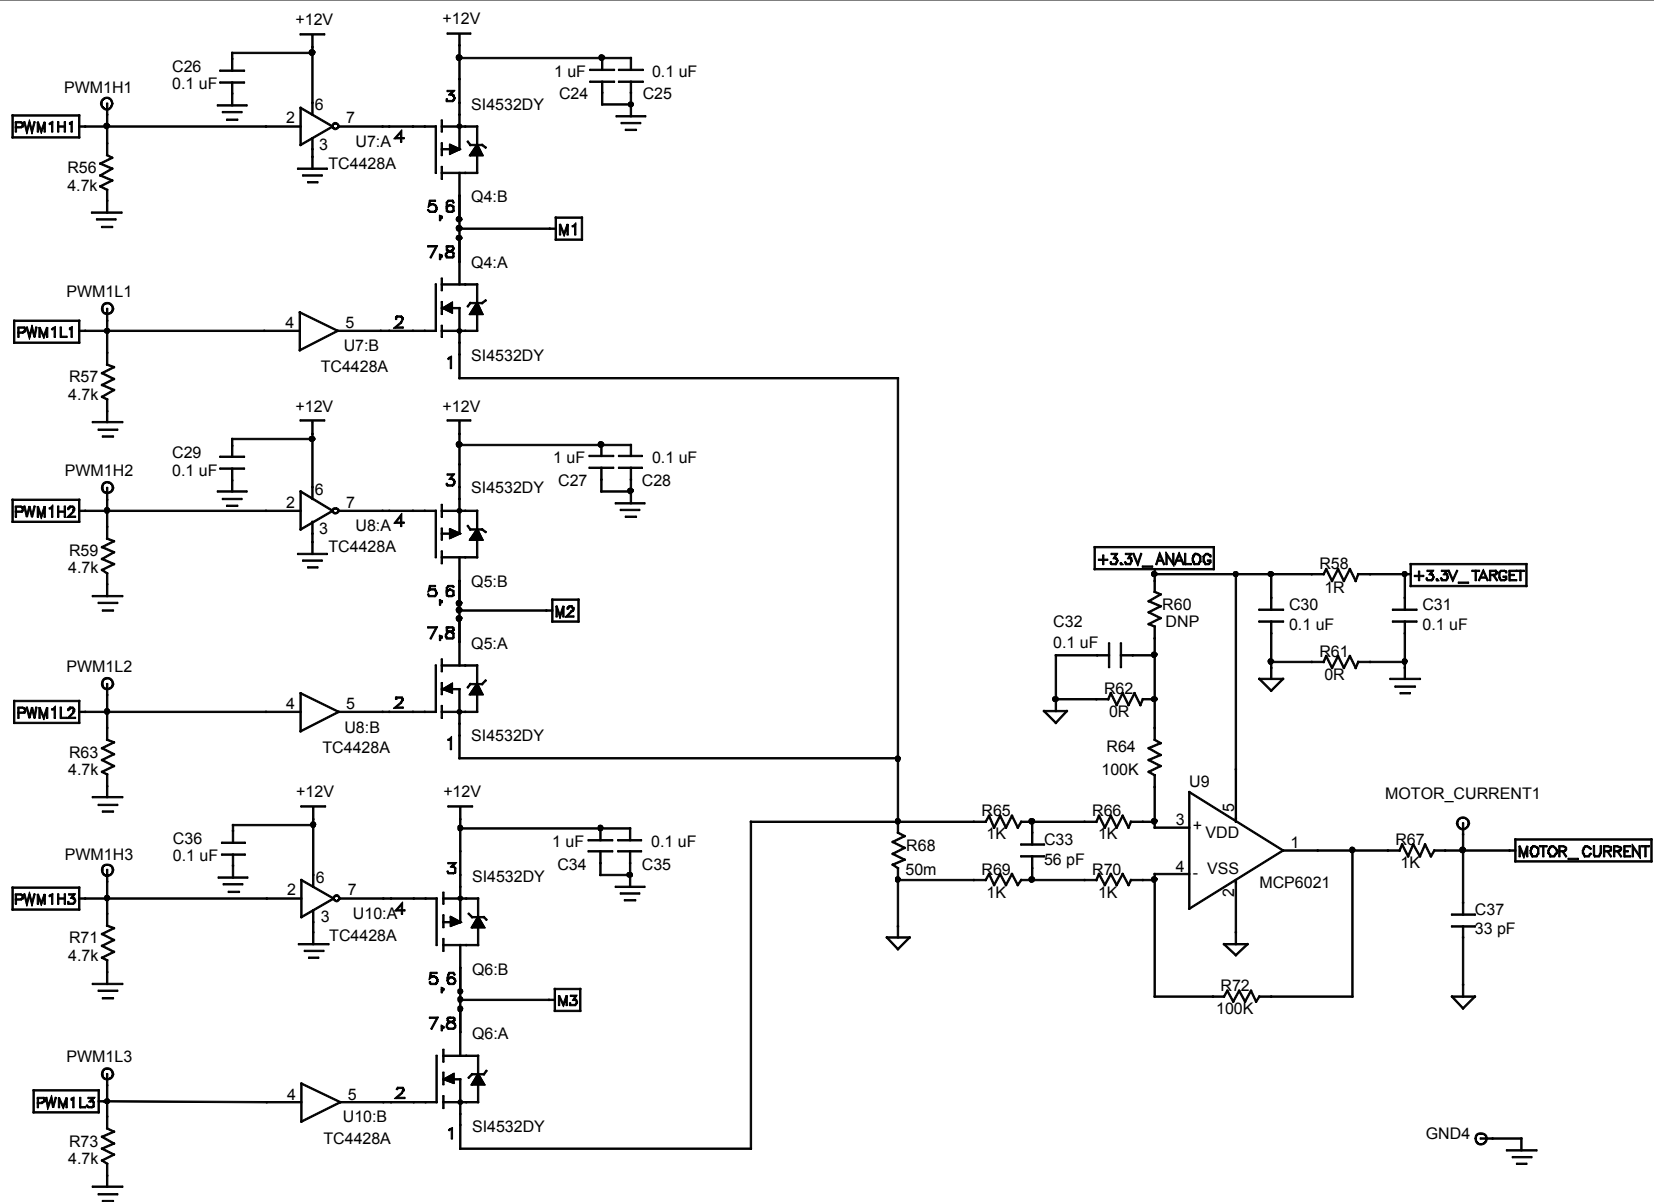 +12V
+12V
C26
0.1 uF
1 uF
C24
0.1 uF
C25
PWM1H1
PWM1H1
R56
4.7k
2
6
7
3
U7:A
TC4428A
4
3
SI4532DY
Q4:B
5,6
M1
7,8
Q4:A
PWM1L1
PWM1L1
R57
4.7k
4
5
U7:B
TC4428A
2
1
SI4532DY
+12V
+12V
C29
0.1 uF
1 uF
C27
0.1 uF
C28
PWM1H2
PWM1H2
R59
4.7k
2
6
7
3
U8:A
TC4428A
4
3
SI4532DY
Q5:B
5,6
M2
7,8
Q5:A
PWM1L2
PWM1L2
R63
4.7k
4
5
U8:B
TC4428A
2
1
SI4532DY
+12V
+12V
C36
0.1 uF
1 uF
C34
0.1 uF
C35
PWM1H3
PWM1H3
R71
4.7k
2
6
7
3
U10:A
TC4428A
4
3
SI4532DY
Q6:B
5,6
M3
7,8
Q6:A
PWM1L3
PWM1L3
R73
4.7k
4
5
U10:B
TC4428A
2
1
SI4532DY
+3.3V_ANALOG
R58
1R
+3.3V_TARGET
R60
DNP
C30
0.1 uF
C31
0.1 uF
C32
0.1 uF
R61
0R
R62
0R
R64
100K
U9
R65
1K
R66
1K
C33
56 pF
R68
50m
R69
1K
R70
1K
3
+
VDD
5
4
-
VSS
2
1
MCP6021
R72
100K
MOTOR_CURRENT1
R67
1K
MOTOR_CURRENT
C37
33 pF
GND4